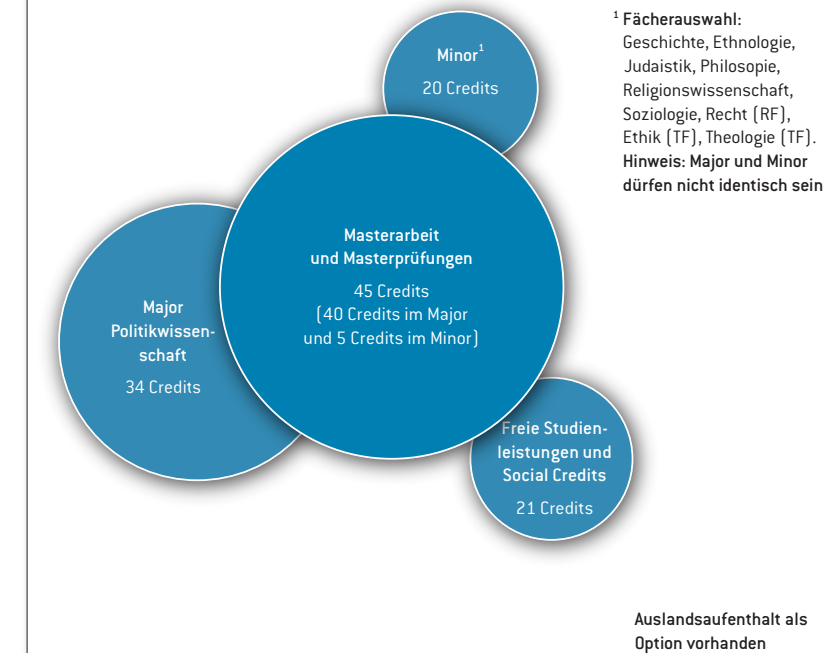 Minor¹
20 Credits
¹ Fächerauswahl:
Geschichte, Ethnologie,
Judaistik, Philosopie,
Religionswissenschaft,
Soziologie, Recht (RF),
Ethik (TF), Theologie (TF).
Hinweis: Major und Minor
dürfen nicht identisch sein
Masterarbeit
und Masterprüfungen
45 Credits
(40 Credits im Major
und 5 Credits im Minor)
Major
Politikwissen-
schaft
34 Credits
Freie Studien-
leistungen und
Social Credits
21 Credits
Auslandsaufenthalt als
Option vorhanden